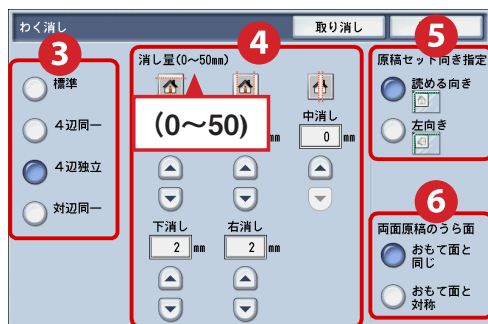 わく消し
取り消し
3
標準
4辺同一
4辺独立
対辺同一
4
消し量(0〜50mm)
(0〜50)
mm
中消し
0 mm
下消し
2 mm
右消し
2 mm
5
原稿セット向き指定
読める向き
左向き
6
両面原稿のうら面
おもて面と
同じ
おもて面と
対称